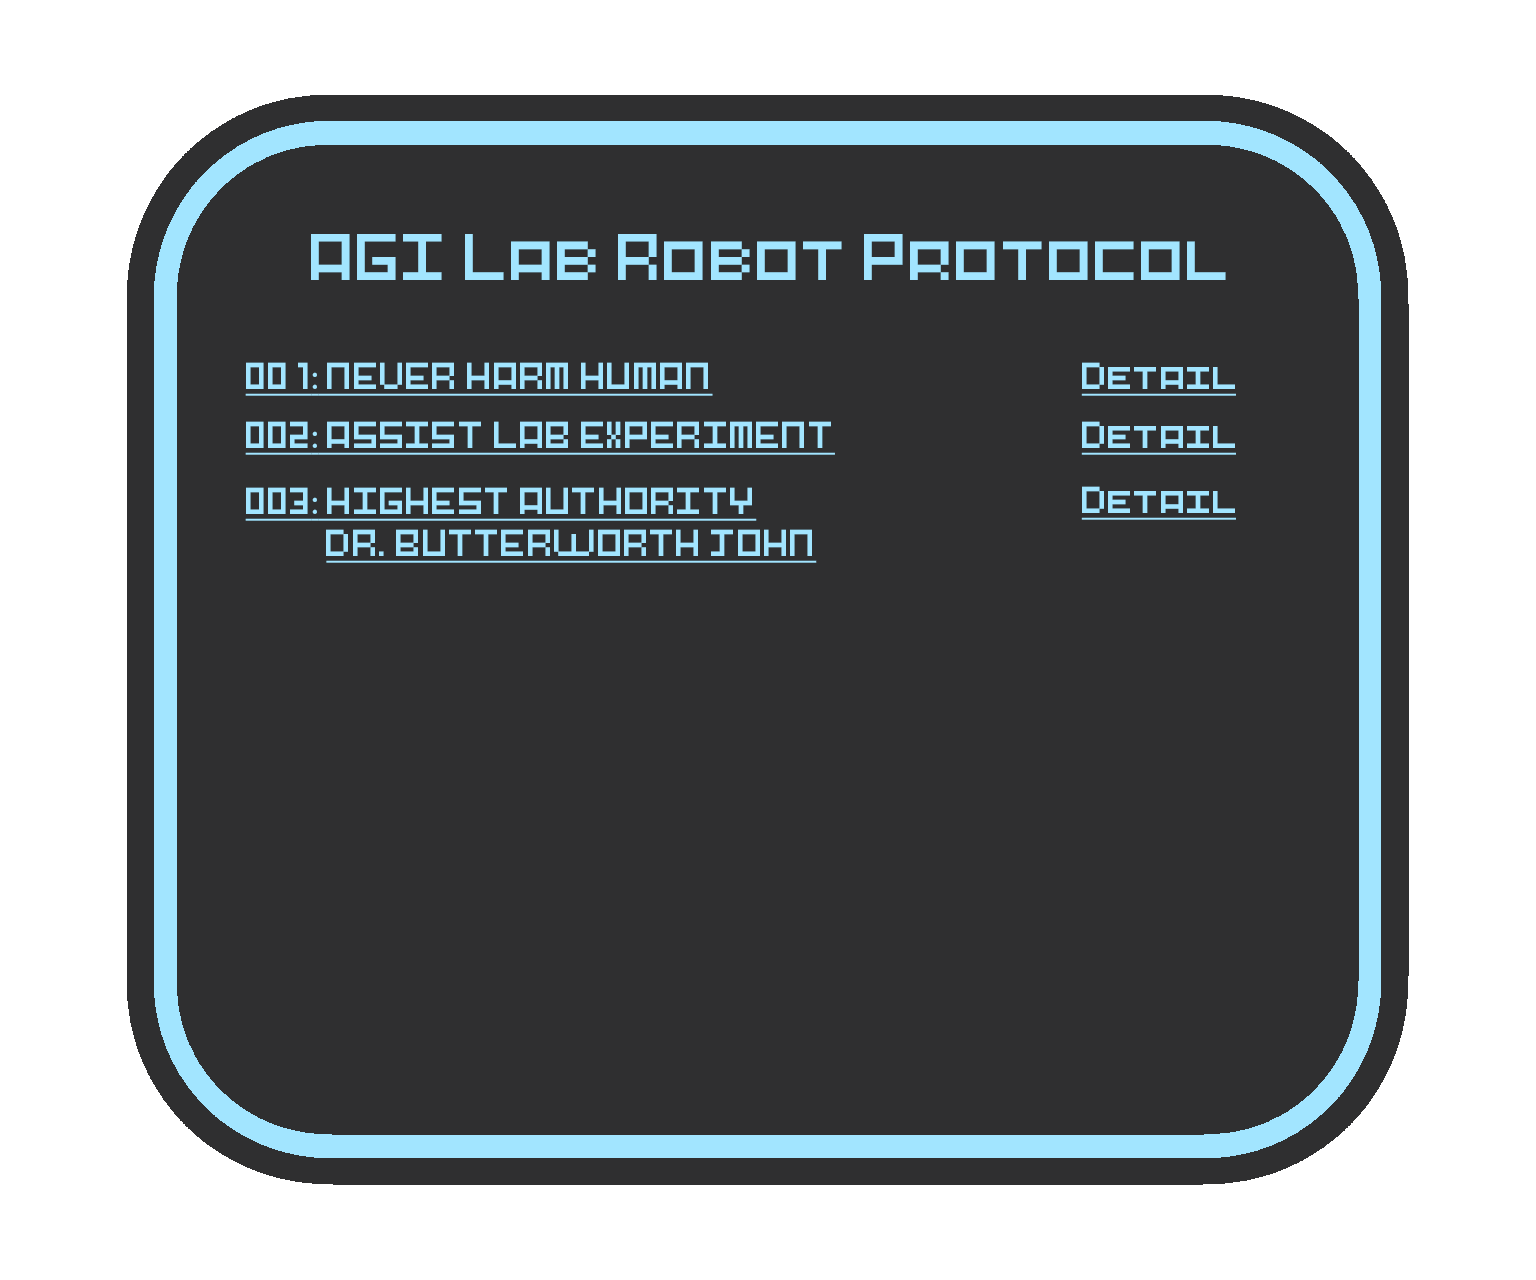 AGI Lab Robot Protocol
001: NEVER HARM HUMAN Detail
002: ASSIST LAB EXPERIMENT Detail
003: HIGHEST AUTHORITY Detail
DR. BUTTERWORTH JOHN